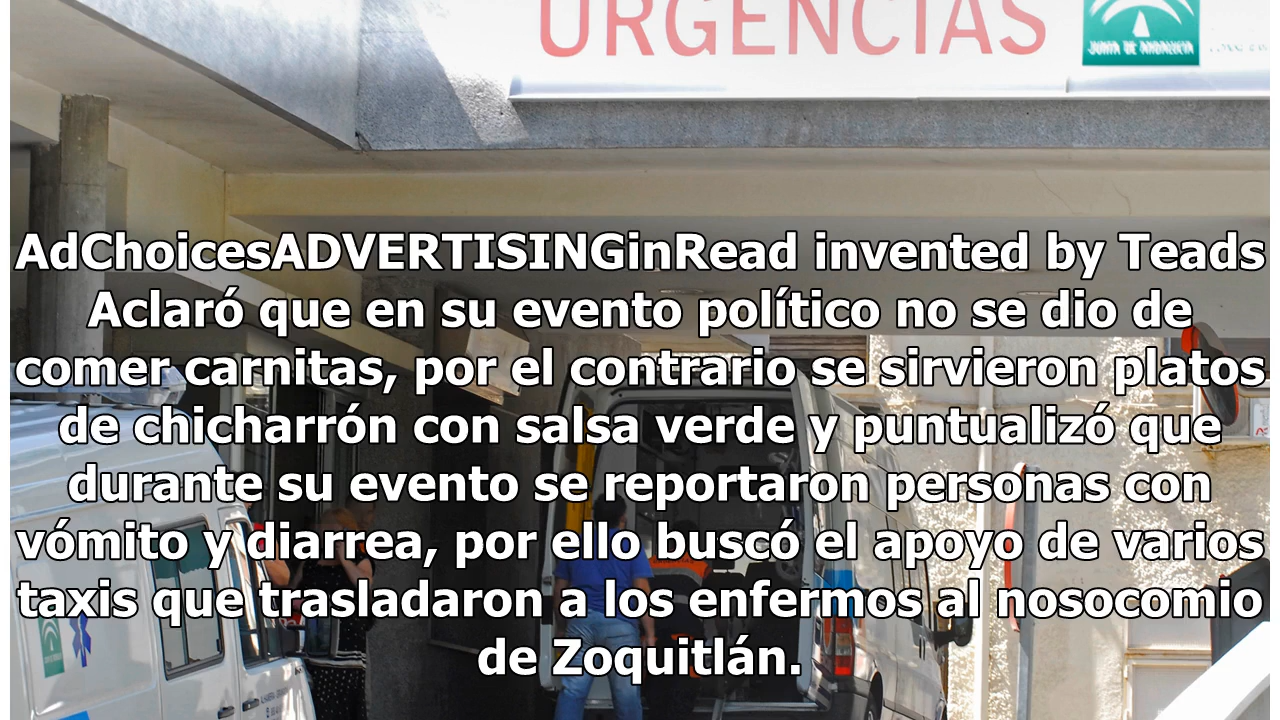 URGENCIAS
JUNTA DE ANDALUCIA
AdChoicesADVERTISINGinRead invented by Teads
Aclaró que en su evento político no se dio de
comer carnitas, por el contrario se sirvieron platos
de chicharrón con salsa verde y puntualizó que
durante su evento se reportaron personas con
vómito y diarrea, por ello buscó el apoyo de varios
taxis que trasladaron a los enfermos al nosocomio
de Zoquitlán.